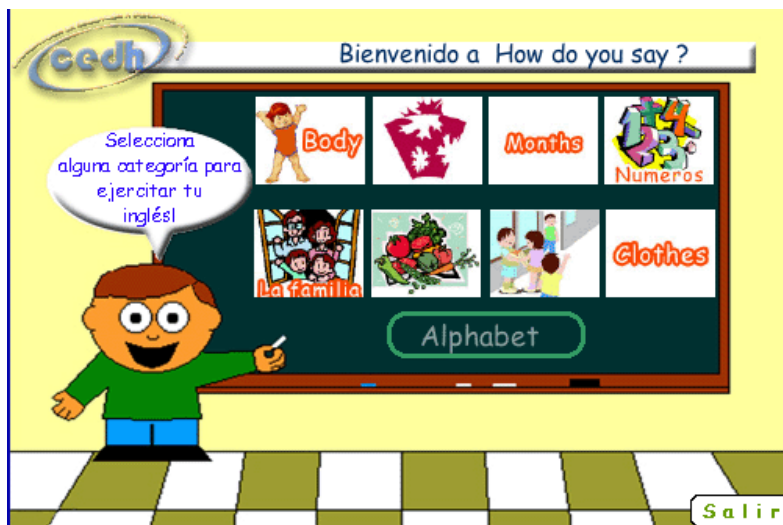 cedh
Bienvenido a How do you say ?
Selecciona
alguna categoría para
ejercitar tu
inglés!
Body
Months
Numeros
La familia
Clothes
Alphabet
Salir